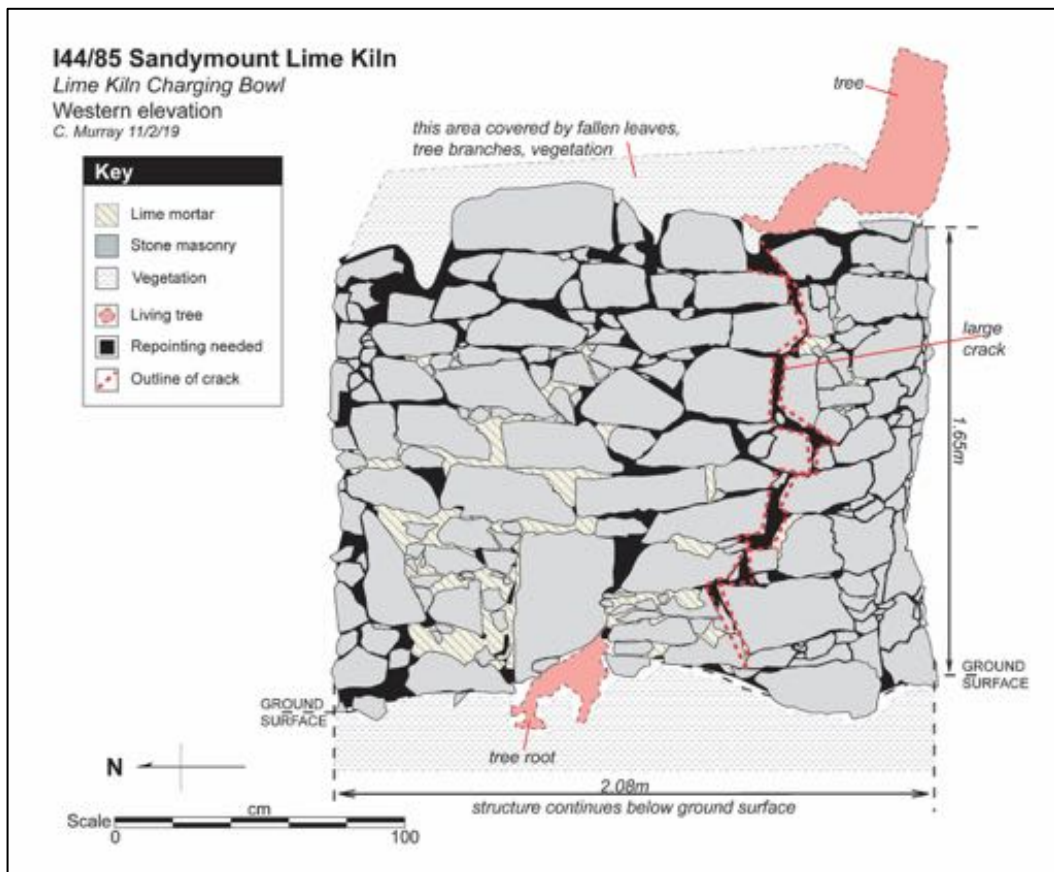 I44/85 Sandymount Lime Kiln
Lime Kiln Charging Bowl
Western elevation
C. Murray 11/2/19
Key
Lime mortar
Stone masonry
Vegetation
Living tree
Repointing needed
Outline of crack
this area covered by fallen leaves,
tree branches, vegetation
tree
large
crack
1.65m
GROUND
SURFACE
GROUND
SURFACE
tree root
2.08m
structure continues below ground surface
N
cm
Scale
0
100